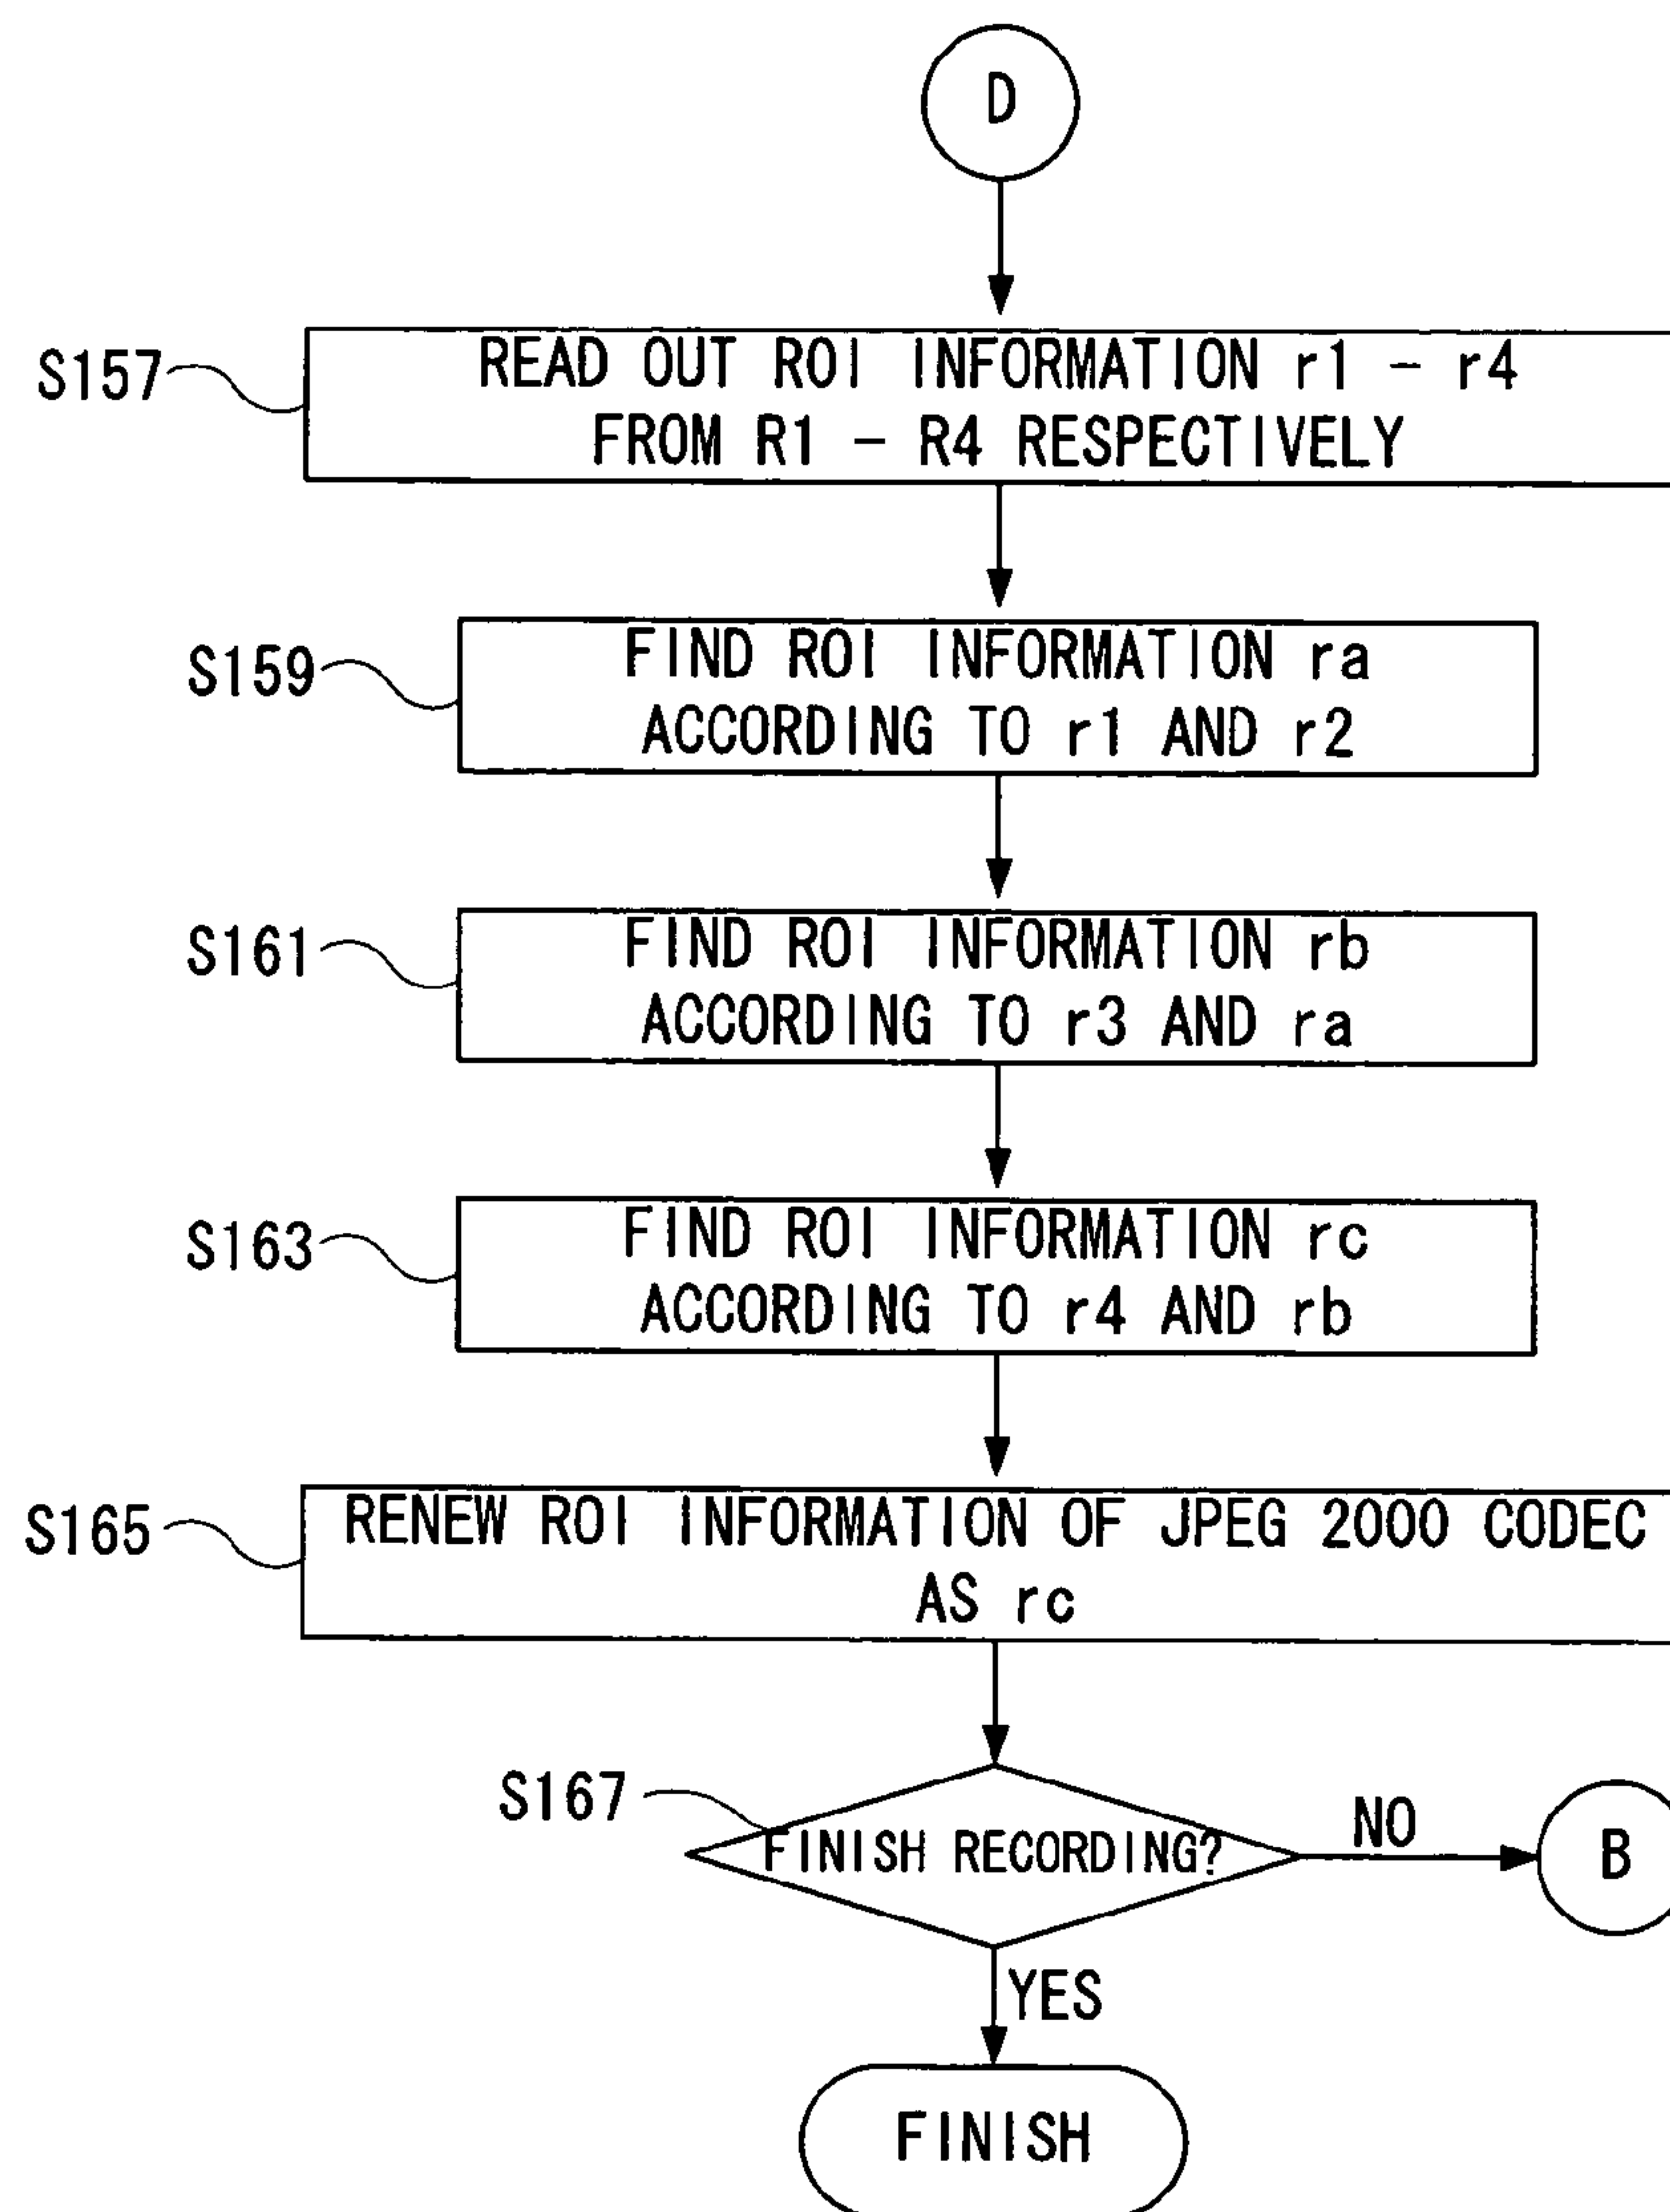 D
S157
READ OUT ROI INFORMATION r1 - r4
FROM R1 - R4 RESPECTIVELY
S159
FIND ROI INFORMATION ra
ACCORDING TO r1 AND r2
S161
FIND ROI INFORMATION rb
ACCORDING TO r3 AND ra
S163
FIND ROI INFORMATION rc
ACCORDING TO r4 AND rb
S165
RENEW ROI INFORMATION OF JPEG 2000 CODEC
AS rc
S167
FINISH RECORDING?
NO
B
YES
FINISH